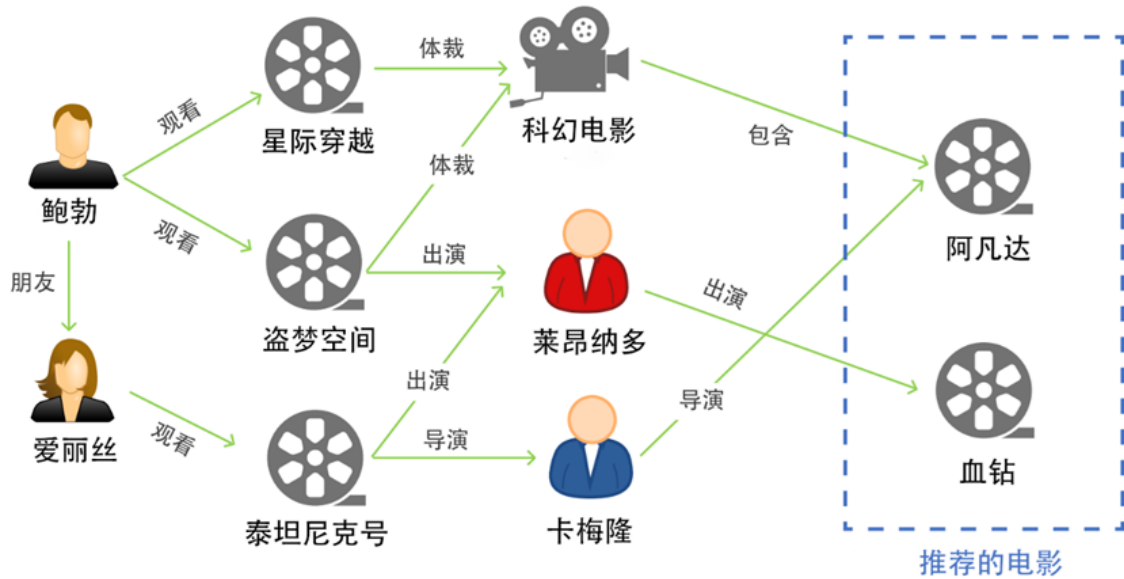 体裁
观看
星际穿越
科幻电影
包含
鲍勃
体裁
观看
出演
阿凡达
朋友
盗梦空间
莱昂纳多
出演
出演
导演
爱丽丝
观看
导演
血钻
泰坦尼克号
卡梅隆
推荐的电影